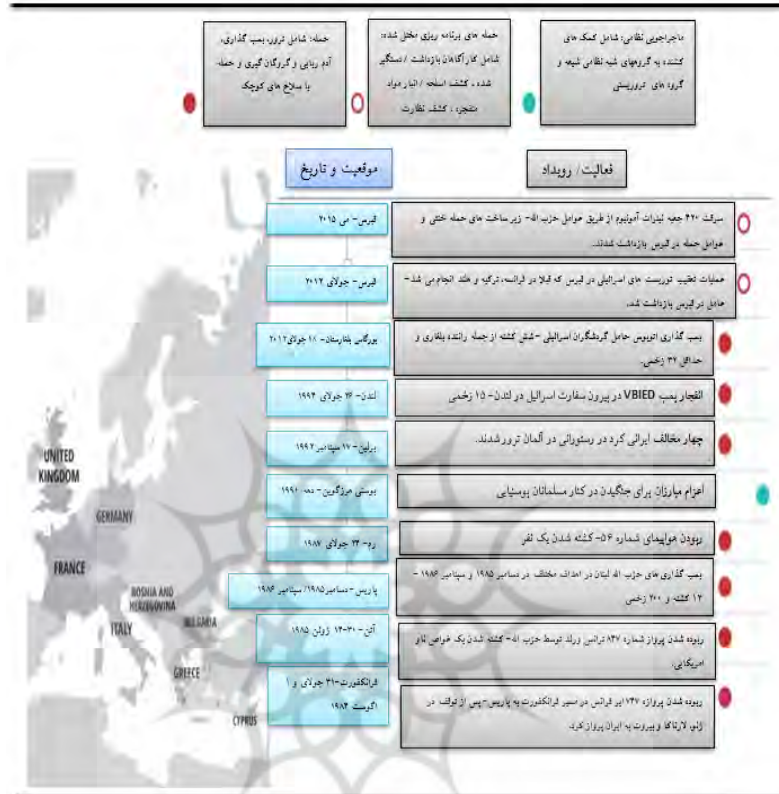 ماجراجویی نظامی: شامل کمک های
کشنده به گروههای شبه نظامی شیعه و
گروه های تروریستی
حمله های برنامه ریزی مختل شده:
شامل کارآگاهان بازداشت / دستگیر
شده، کشف اسلحه / انبار مواد
منفجره، کشف نظارت
حمله: شامل ترور، بمب گذاری،
آدم ربایی و گروگان گیری و حمله
با سلاح های کوچک
فعالیت/ رویداد
موقعیت و تاریخ
سرقت ۴۲۰ جعبه نیترات آمونیوم از طریق عوامل حزب الله- زیر ساخت های حمله خنثی و
عوامل حمله در قبرس بازداشت شدند.
قبرس- می ۲۰۱۵
عملیات تعقیب توریست های اسرائیلی در قبرس که قبلا در فرانسه، ترکیه و هلند انجام می شد-
عامل در قبرس بازداشت شد.
قبرس- جولای ۲۰۱۲
بمب گذاری اتوبوس حامل گردشگران اسرائیلی -شش کشته از جمله راننده بلغاری و
حداقل ۳۲ زخمی.
بورگاس بلغارستان- ۱۸ جولای۲۰۱۲
انفجار بمب VBIED در بیرون سفارت اسرائیل در لندن- ۱۵ زخمی
لندن- ۲۶ جولای ۱۹۹۴
چهار مخالف ایرانی کرد در رستورانی در آلمان ترور شدند.
برلین- ۱۷ سپتامبر ۱۹۹۲
اعزام مبارزان برای جنگیدن در کنار مسلمانان بوسنیایی
بوسنی هرزگوین- دهه ۱۹۹۰
ربودن هواپیمای شماره ۵۶- کشته شدن یک نفر
رم- ۲۴ جولای ۱۹۸۷
بمب گذاری های حزب الله لبنان در اهداف مختلف در دسامبر ۱۹۸۵ و سپتامبر ۱۹۸۶ -
۱۲ کشته و ۲۰۰ زخمی
پاریس -دسامبر۱۹۸۵/ سپتامبر ۱۹۸۶
ربوده شدن پرواز شماره ۸۴۷ ترانس ورلد توسط حزب الله- کشته شدن یک غواص ناو
امریکایی.
آتن- ۳۰-۱۴ ژوئن ۱۹۸۵
ربوده شدن پروازه ۷۴۷ ایر فرانس در مسیر فرانکفورت به پاریس -پس از توقف در
ژنو، لارناکا و بیروت به ایران پرواز کرد.
فرانکفورت-۳۱ جولای و ۱
اگوست ۱۹۸۴
UNITED
KINGDOM
GERMANY
FRANCE
BOSNIA AND
HERZEGOVINA
ITALY
BULGARIA
GREECE
CYPRUS